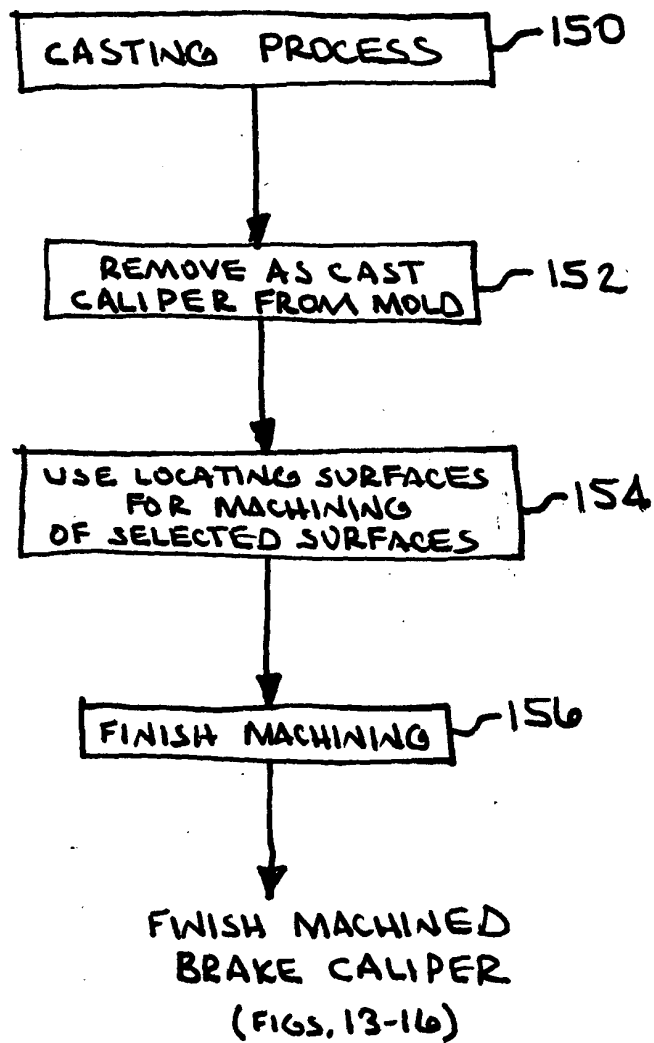 CASTING PROCESS
150
REMOVE AS CAST
CALIPER FROM MOLD
152
USE LOCATING SURFACES
FOR MACHINING
OF SELECTED SURFACES
154
FINISH MACHINING
156
FINISH MACHINED
BRAKE CALIPER
(FIGS. 13-16)